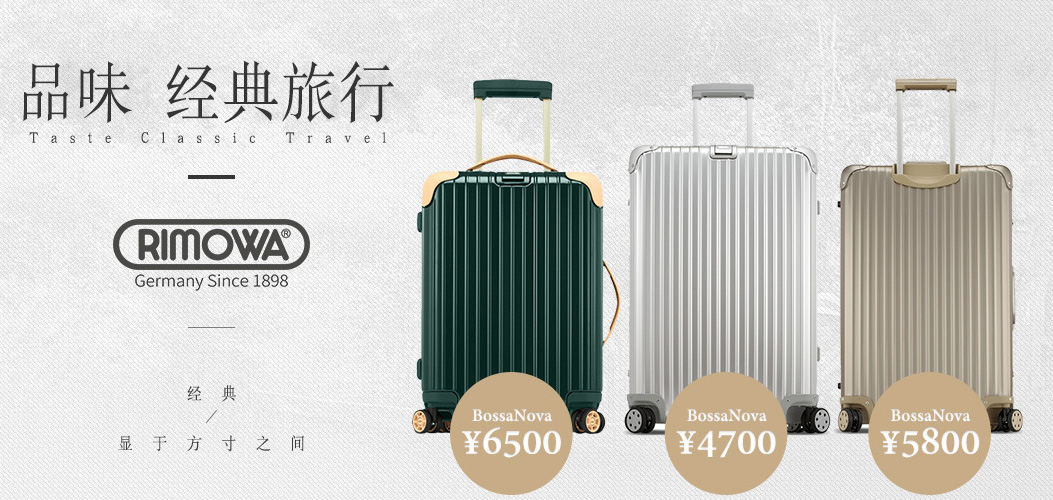 品味 经典旅行
Taste Classic Travel
RIMOWA®
Germany Since 1898
经典
/
显于方寸之间
BossaNova
¥6500
BossaNova
¥4700
BossaNova
¥5800